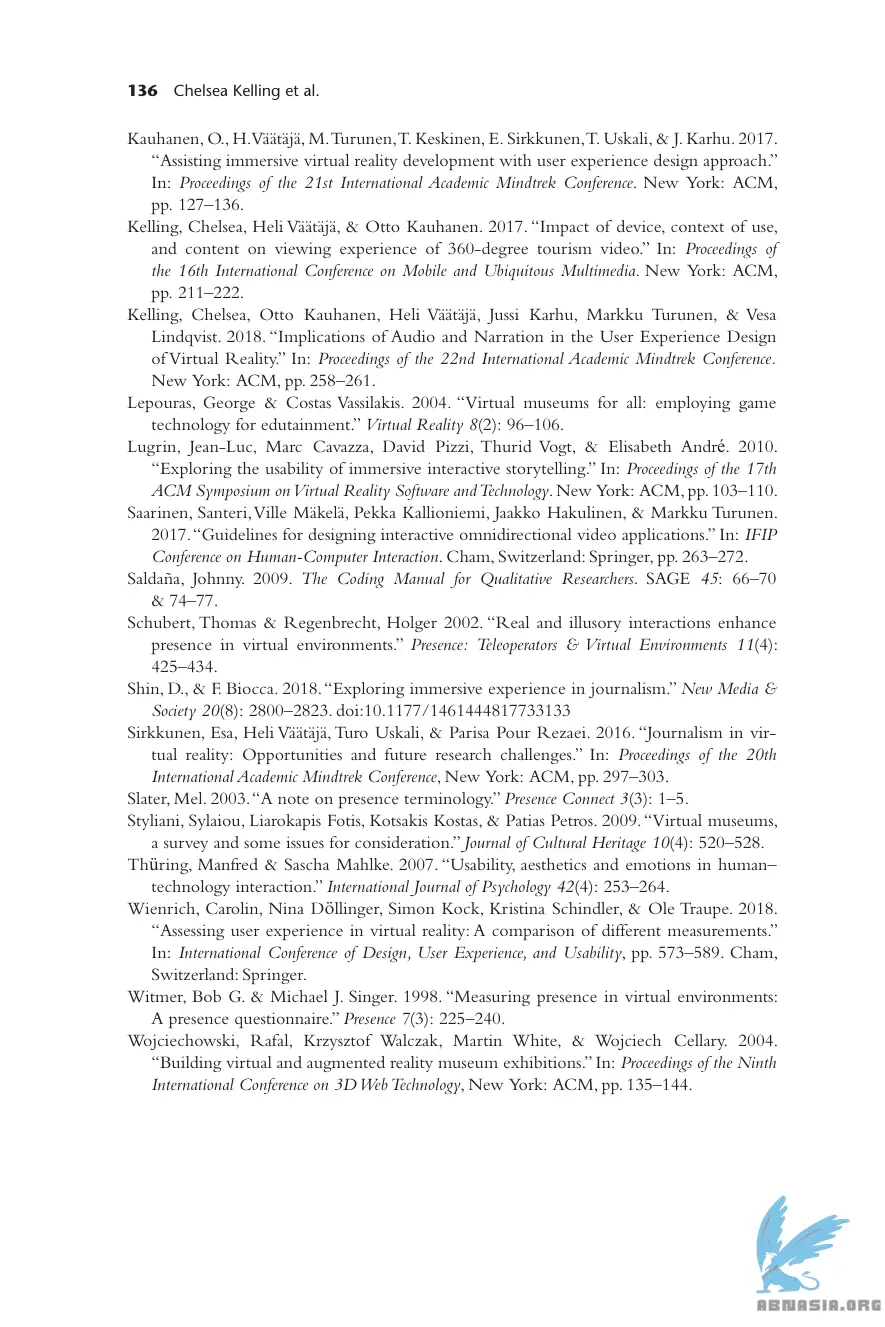 136 Chelsea Kelling et al.
Kauhanen, O., H. Väätäjä, M. Turunen, T. Keskinen, E. Sirkkunen, T. Uskali, & J. Karhu. 2017.
“Assisting immersive virtual reality development with user experience design approach.”
In: Proceedings of the 21st International Academic Mindtrek Conference. New York: ACM,
pp. 127–136.
Kelling, Chelsea, Heli Väätäjä, & Otto Kauhanen. 2017. “Impact of device, context of use,
and content on viewing experience of 360-degree tourism video.” In: Proceedings of
the 16th International Conference on Mobile and Ubiquitous Multimedia. New York: ACM,
pp. 211–222.
Kelling, Chelsea, Otto Kauhanen, Heli Väätäjä, Jussi Karhu, Markku Turunen, & Vesa
Lindqvist. 2018. “Implications of Audio and Narration in the User Experience Design
of Virtual Reality.” In: Proceedings of the 22nd International Academic Mindtrek Conference.
New York: ACM, pp. 258–261.
Lepouras, George & Costas Vassilakis. 2004. “Virtual museums for all: employing game
technology for edutainment.” Virtual Reality 8(2): 96–106.
Lugrin, Jean-Luc, Marc Cavazza, David Pizzi, Thurid Vogt, & Elisabeth André. 2010.
“Exploring the usability of immersive interactive storytelling.” In: Proceedings of the 17th
ACM Symposium on Virtual Reality Software and Technology. New York: ACM, pp. 103–110.
Saarinen, Santeri, Ville Mäkelä, Pekka Kallioniemi, Jaakko Hakulinen, & Markku Turunen.
2017. “Guidelines for designing interactive omnidirectional video applications.” In: IFIP
Conference on Human-Computer Interaction. Cham, Switzerland: Springer, pp. 263–272.
Saldaña, Johnny. 2009. The Coding Manual for Qualitative Researchers. SAGE 45: 66–70
& 74–77.
Schubert, Thomas & Regenbrecht, Holger 2002. “Real and illusory interactions enhance
presence in virtual environments.” Presence: Teleoperators & Virtual Environments 11(4):
425–434.
Shin, D., & F. Biocca. 2018. “Exploring immersive experience in journalism.” New Media &
Society 20(8): 2800–2823. doi:10.1177/1461444817733133
Sirkkunen, Esa, Heli Väätäjä, Turo Uskali, & Parisa Pour Rezaei. 2016. “Journalism in vir-
tual reality: Opportunities and future research challenges.” In: Proceedings of the 20th
International Academic Mindtrek Conference, New York: ACM, pp. 297–303.
Slater, Mel. 2003. “A note on presence terminology.” Presence Connect 3(3): 1–5.
Styliani, Sylaiou, Liarokapis Fotis, Kotsakis Kostas, & Patias Petros. 2009. “Virtual museums,
a survey and some issues for consideration.” Journal of Cultural Heritage 10(4): 520–528.
Thüring, Manfred & Sascha Mahlke. 2007. “Usability, aesthetics and emotions in human–
technology interaction.” International Journal of Psychology 42(4): 253–264.
Wienrich, Carolin, Nina Döllinger, Simon Kock, Kristina Schindler, & Ole Traupe. 2018.
“Assessing user experience in virtual reality: A comparison of different measurements.”
In: International Conference of Design, User Experience, and Usability, pp. 573–589. Cham,
Switzerland: Springer.
Witmer, Bob G. & Michael J. Singer. 1998. “Measuring presence in virtual environments:
A presence questionnaire.” Presence 7(3): 225–240.
Wojciechowski, Rafal, Krzysztof Walczak, Martin White, & Wojciech Cellary. 2004.
“Building virtual and augmented reality museum exhibitions.” In: Proceedings of the Ninth
International Conference on 3D Web Technology, New York: ACM, pp. 135–144.
ABNASIA.ORG